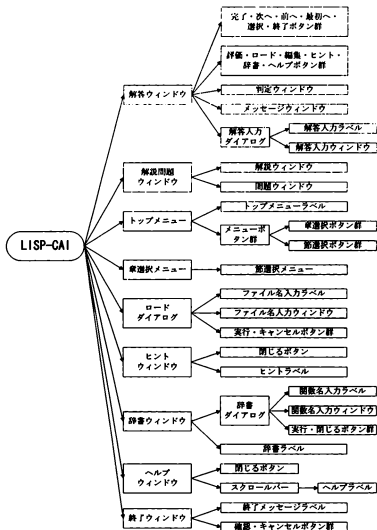 完了・次へ・前へ・最初へ・
選択・終了ボタン群
評価・ロード・編集・ヒント・
辞書・ヘルプボタン群
解答ウィンドウ
判定ウィンドウ
メッセージウィンドウ
解答入力
ダイアログ
解答入力ラベル
解答入力ウィンドウ
解説問題
ウィンドウ
解説ウィンドウ
問題ウィンドウ
トップメニュー
トップメニューラベル
メニューボ
タン群
章選択ボタン群
節選択ボタン群
LISP-CAI
章選択メニュー
節選択メニュー
ロード
ダイアログ
ファイル名入力ラベル
ファイル名入力ウィンドウ
実行・キャンセルボタン群
ヒント
ウィンドウ
閉じるボタン
ヒントラベル
辞書ウィンドウ
辞書
ダイアログ
関数名入力ラベル
関数名入力ウィンドウ
実行・閉じるボタン群
辞書ラベル
ヘルプ
ウィンドウ
閉じるボタン
スクロールバー
ヘルプラベル
終了ウィンドウ
終了メッセージラベル
確認・キャンセルボタン群